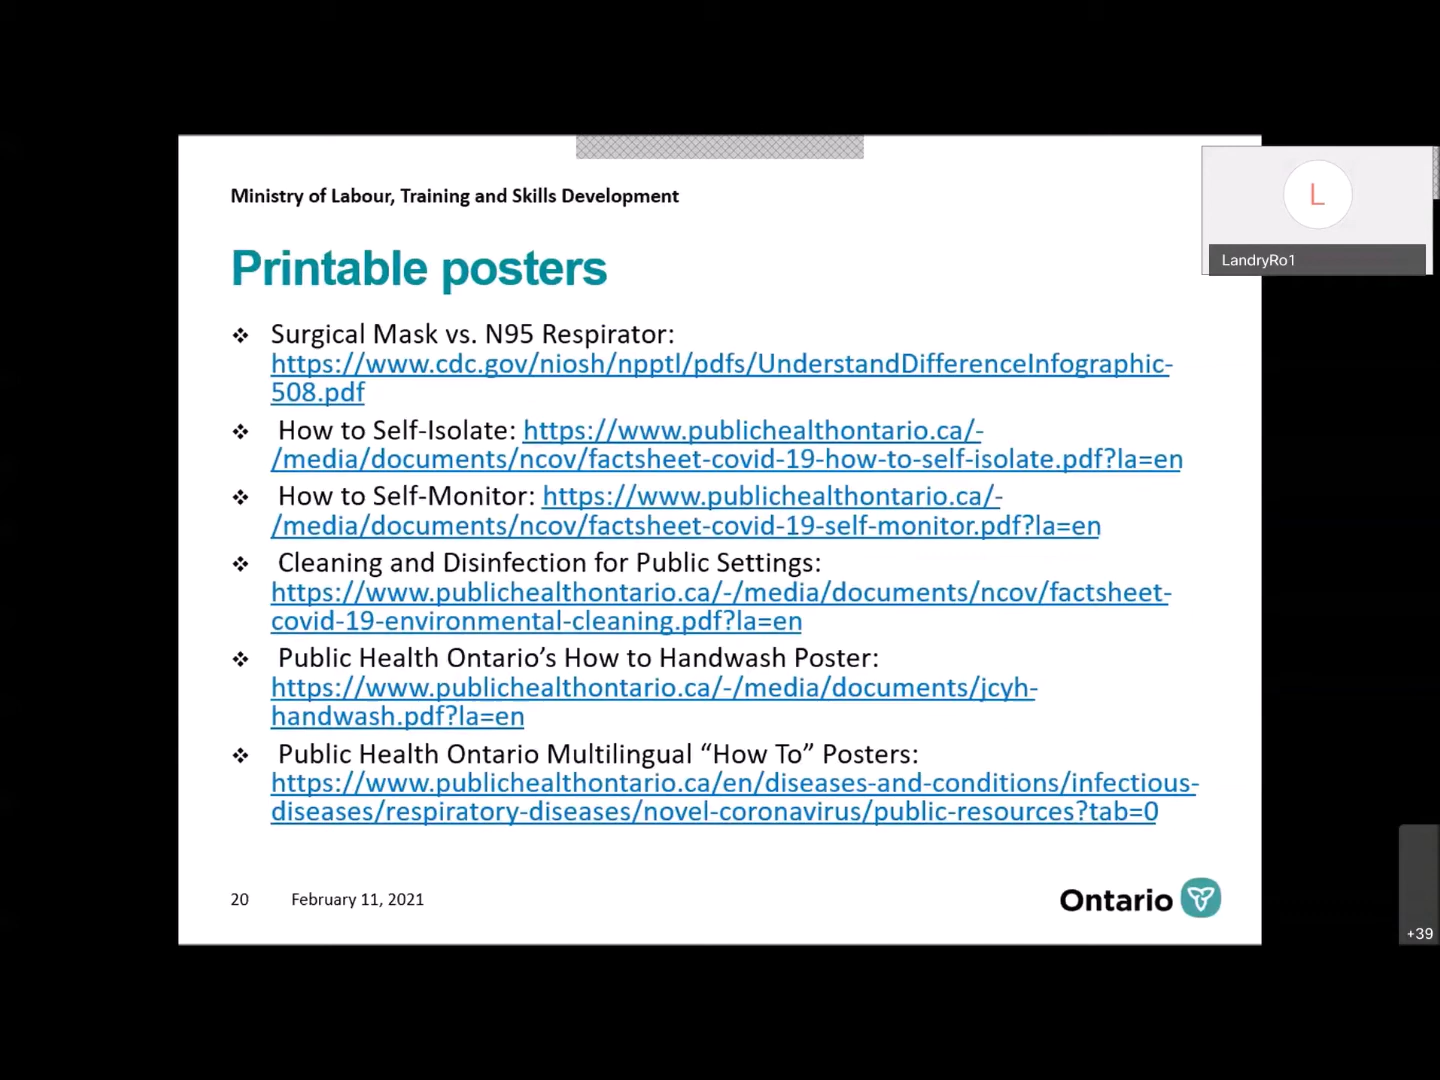 Ministry of Labour, Training and Skills Development
L
LandryRo1
Printable posters
❖ Surgical Mask vs. N95 Respirator:
https://www.cdc.gov/niosh/npptl/pdfs/UnderstandDifferenceInfographic-
508.pdf
❖ How to Self-Isolate: https://www.publichealthontario.ca/-
/media/documents/ncov/factsheet-covid-19-how-to-self-isolate.pdf?la=en
❖ How to Self-Monitor: https://www.publichealthontario.ca/-
/media/documents/ncov/factsheet-covid-19-self-monitor.pdf?la=en
❖ Cleaning and Disinfection for Public Settings:
https://www.publichealthontario.ca/-/media/documents/ncov/factsheet-
covid-19-environmental-cleaning.pdf?la=en
❖ Public Health Ontario’s How to Handwash Poster:
https://www.publichealthontario.ca/-/media/documents/jcyh-
handwash.pdf?la=en
❖ Public Health Ontario Multilingual “How To” Posters:
https://www.publichealthontario.ca/en/diseases-and-conditions/infectious-
diseases/respiratory-diseases/novel-coronavirus/public-resources?tab=0
20 February 11, 2021
Ontario
+39